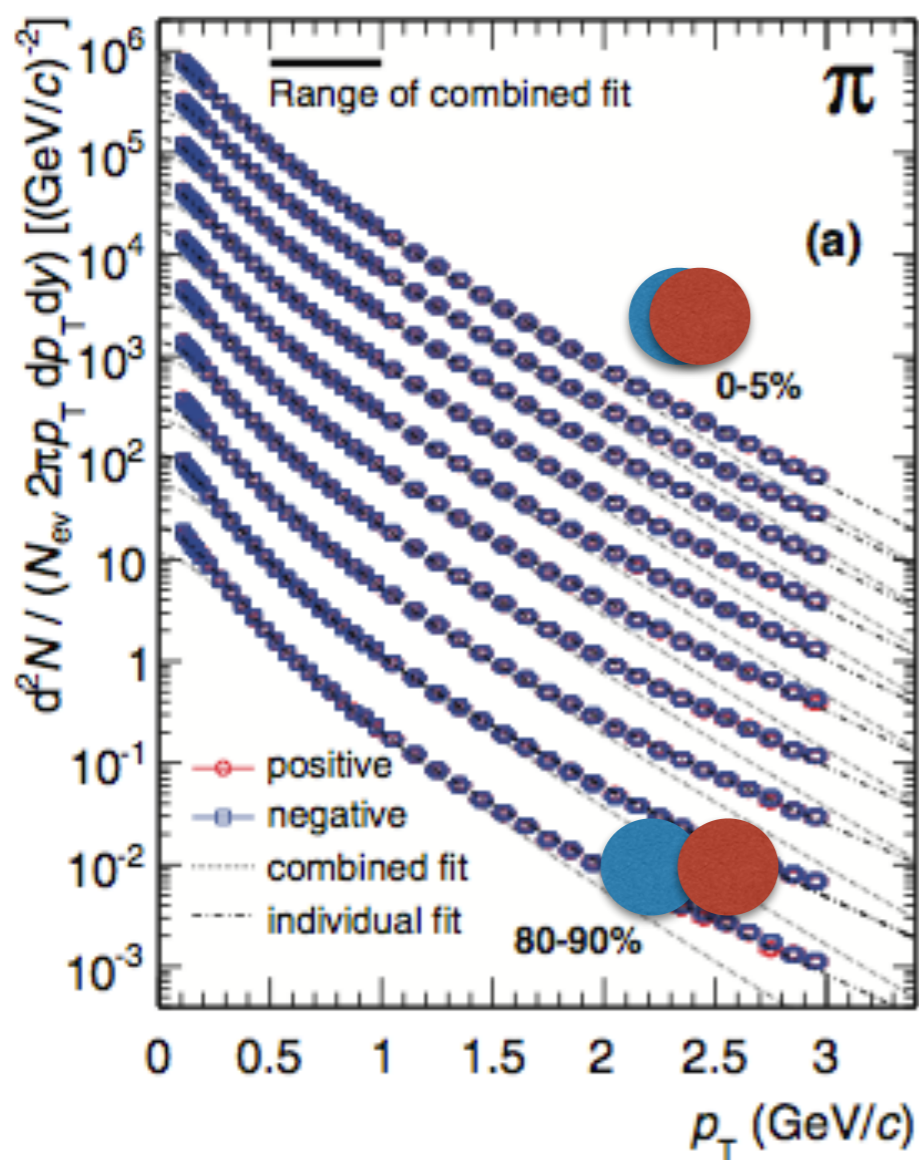 d²N / (N_ev 2πp_T dp_T dy) [(GeV/c)⁻²]
10⁶
10⁵
10⁴
10³
10²
10
1
10⁻¹
10⁻²
10⁻³
Range of combined fit
π
(a)
0-5%
positive
negative
combined fit
individual fit
80-90%
0 0.5 1 1.5 2 2.5 3
p_T (GeV/c)